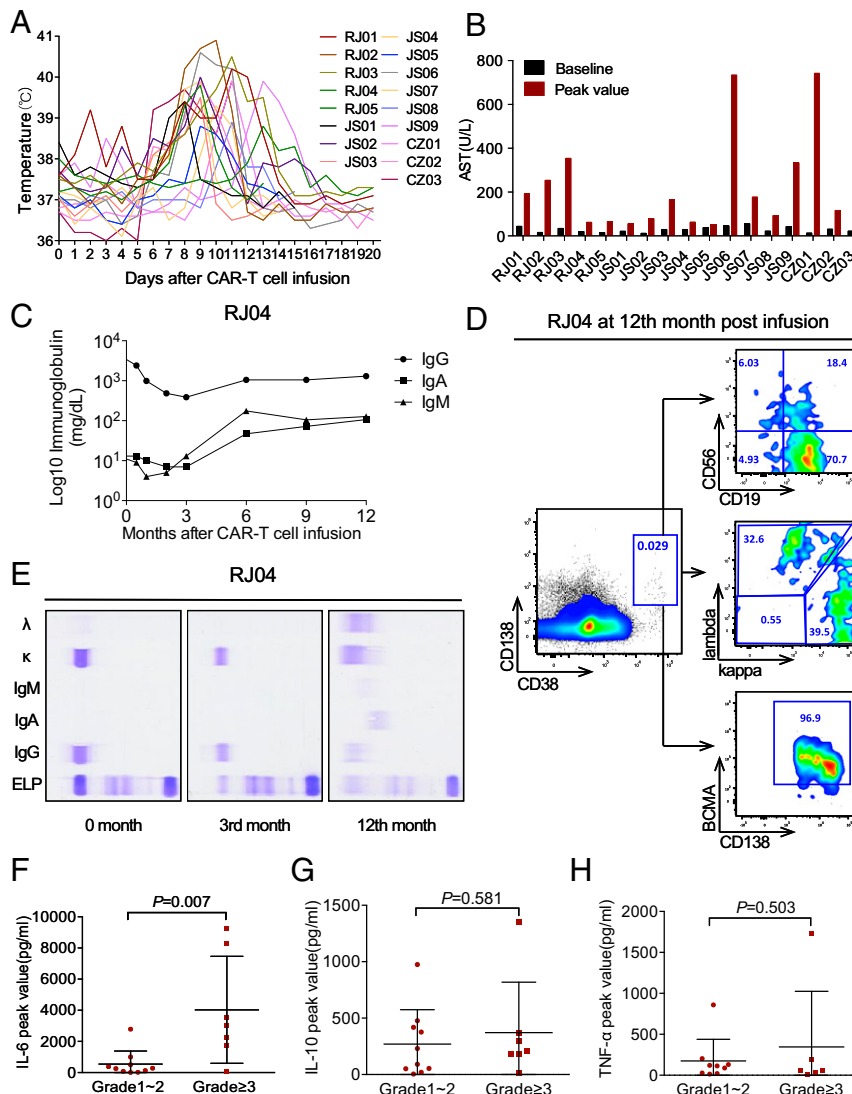 A
Temperature (℃)
41
40
39
38
37
36
0 1 2 3 4 5 6 7 8 9 10 11 12 13 14 15 16 17 18 19 20
Days after CAR-T cell infusion
RJ01 JS04
RJ02 JS05
RJ03 JS06
RJ04 JS07
RJ05 JS08
JS01 JS09
JS02 CZ01
JS03 CZ02
CZ03
B
AST(U/L)
800
600
400
200
0
Baseline
Peak value
RJ01 RJ02 RJ03 RJ04 RJ05 JS01 JS02 JS03 JS04 JS05 JS06 JS07 JS08 JS09 CZ01 CZ02 CZ03
C
RJ04
Log10 Immunoglobulin
(mg/dL)
10⁴
10³
10²
10¹
10⁰
0 3 6 9 12
Months after CAR-T cell infusion
IgG
IgA
IgM
D
RJ04 at 12th month post infusion
0.029
CD138
CD38
6.03 18.4
4.93 70.7
CD56
CD19
32.6
0.55 39.5
lambda
kappa
96.9
BCMA
CD138
E
RJ04
λ
κ
IgM
IgA
IgG
ELP
0 month 3rd month 12th month
F
P=0.007
IL-6 peak value(pg/ml)
10000
8000
6000
4000
2000
0
Grade1~2 Grade≥3
G
P=0.581
IL-10 peak value(pg/ml)
1500
1000
500
0
Grade1~2 Grade≥3
H
P=0.503
TNF-α peak value(pg/ml)
2000
1500
1000
500
0
Grade1~2 Grade≥3